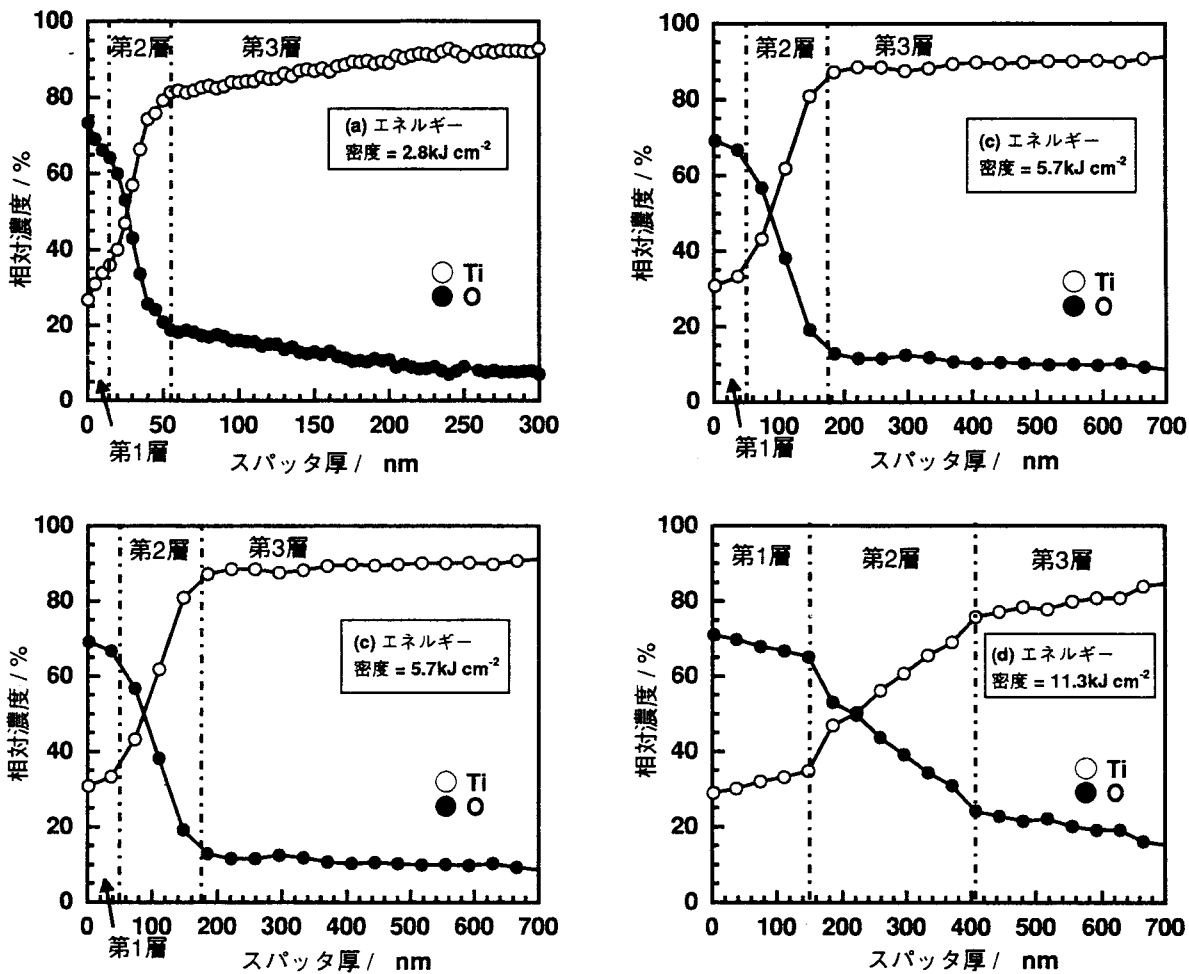 100
80
60
40
20
0
相対濃度 / %
第2層
第3層
(a) エネルギー
密度 = 2.8kJ cm-2
Ti
O
0 50 100 150 200 250 300
第1層
スパッタ厚 / nm
100
80
60
40
20
0
相対濃度 / %
第2層
第3層
(c) エネルギー
密度 = 5.7kJ cm-2
Ti
O
0 100 200 300 400 500 600 700
第1層
スパッタ厚 / nm
100
80
60
40
20
0
相対濃度 / %
第2層
第3層
(c) エネルギー
密度 = 5.7kJ cm-2
Ti
O
0 100 200 300 400 500 600 700
第1層
スパッタ厚 / nm
100
80
60
40
20
0
相対濃度 / %
第1層
第2層
第3層
(d) エネルギー
密度 = 11.3kJ cm-2
Ti
O
0 100 200 300 400 500 600 700
スパッタ厚 / nm